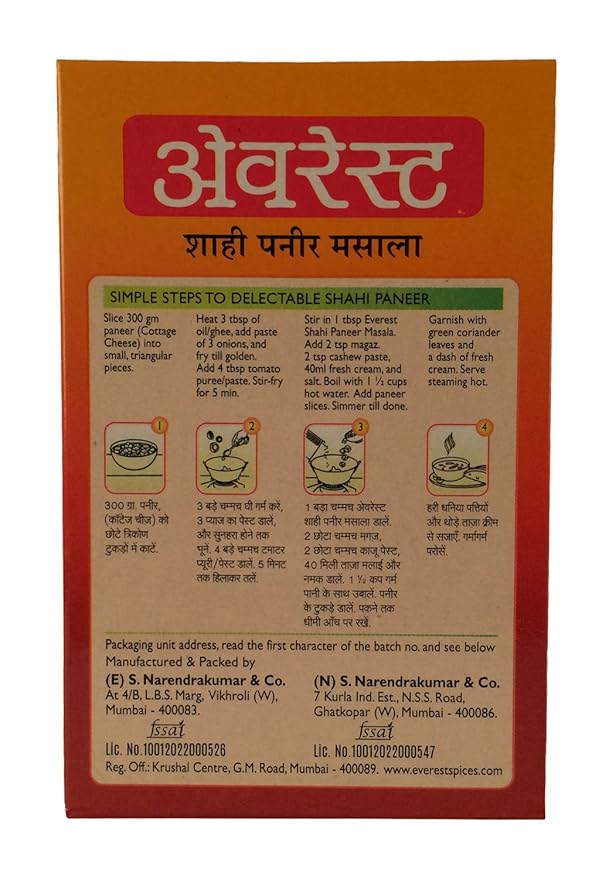 अेवरेस्ट
शाही पनीर मसाला
SIMPLE STEPS TO DELECTABLE SHAHI PANEER
Slice 300 gm
paneer (Cottage
Cheese) into
small, triangular
pieces.
Heat 3 tbsp of
oil/ghee, add paste
of 3 onions, and
fry till golden.
Add 4 tbsp tomato
puree/paste. Stir-fry
for 5 min.
Stir in 1 tbsp Everest
Shahi Paneer Masala.
Add 2 tbsp magaz.
2 tsp cashew paste,
40ml fresh cream, and
salt. Boil with 1 ½ cups
hot water. Add paneer
slices. Simmer till done.
Garnish with
green coriander
leaves and
a dash of fresh
cream. Serve
steaming hot.
1
2
3
4
300 ग्रा. पनीर,
(कॉटेज चीज़) को
छोटे त्रिकोण
टुकड़ों में काटें.
3 बड़े चम्मच घी गर्म करें,
3 प्याज का पेस्ट डालें,
और सुनहरा होने तक
भूनें. 4 बड़े चम्मच टमाटर
प्यूरी/पेस्ट डालें. 5 मिनट
तक हिलाकर तलें.
1 बड़ा चम्मच अेवरेस्ट
शाही पनीर मसाला डालें.
2 छोटा चम्मच मगज़,
2 छोटा चम्मच काजू पेस्ट,
40 मिली ताज़ा मलाई और
नमक डालें. 1 ½ कप गर्म
पानी के साथ उबालें. पनीर
के टुकड़े डालें. पकने तक
धीमी आँच पर रखें.
हरी धनिया पत्तियों
और थोड़े ताज़ा क्रीम
से सजाएँ. गर्मागर्म
परोसें.
Packaging unit address, read the first character of the batch no. and see below
Manufactured & Packed by
(E) S. Narendrakumar & Co.
At 4/B, L.B.S. Marg, Vikhroli (W),
Mumbai - 400083.
fssai
Lic. No.10012022000526
(N) S. Narendrakumar & Co.
7 Kurla Ind. Est., N.S.S. Road,
Ghatkopar (W), Mumbai - 400086.
fssai
Lic. No.10012022000547
Reg. Off.: Krushal Centre, G.M. Road, Mumbai - 400089. www.everestspices.com